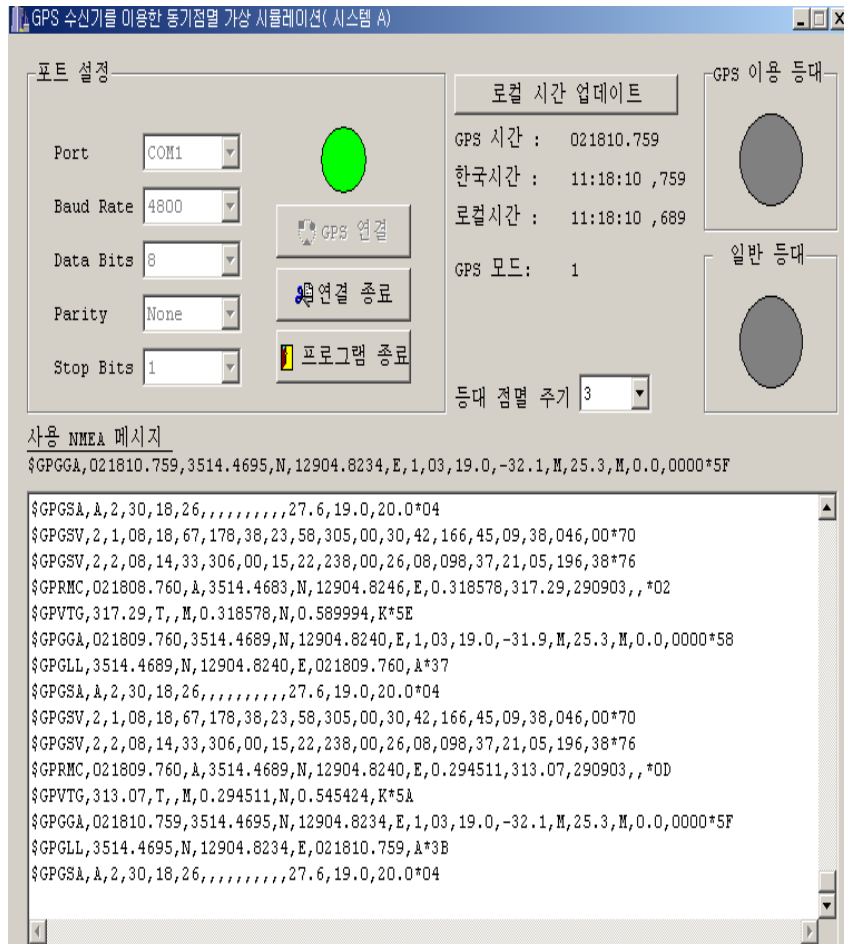 GPS 수신기를 이용한 동기점멸 가상 시뮬레이션( 시스템 A)
포트 설정
Port COM1
Baud Rate 4800
Data Bits 8
Parity None
Stop Bits 1
GPS 연결
연결 종료
프로그램 종료
로컬 시간 업데이트
GPS 시간 : 021810.759
한국시간 : 11:18:10 ,759
로컬시간 : 11:18:10 ,689
GPS 모드: 1
등대 점멸 주기 3
GPS 이용 등대
일반 등대
사용 NMEA 메시지
$GPGGA,021810.759,3514.4695,N,12904.8234,E,1,03,19.0,-32.1,M,25.3,M,0.0,0000*5F
$GPGSA,A,2,30,18,26,,,,,,,,,,27.6,19.0,20.0*04
$GPGSV,2,1,08,18,67,178,38,23,58,305,00,30,42,166,45,09,38,046,00*70
$GPGSV,2,2,08,14,33,306,00,15,22,238,00,26,08,098,37,21,05,196,38*76
$GPRMC,021808.760,A,3514.4683,N,12904.8246,E,0.318578,317.29,290903,,*02
$GPVTG,317.29,T,,M,0.318578,N,0.589994,K*5E
$GPGGA,021809.760,3514.4689,N,12904.8240,E,1,03,19.0,-31.9,M,25.3,M,0.0,0000*58
$GPGLL,3514.4689,N,12904.8240,E,021809.760,A*37
$GPGSA,A,2,30,18,26,,,,,,,,,,27.6,19.0,20.0*04
$GPGSV,2,1,08,18,67,178,38,23,58,305,00,30,42,166,45,09,38,046,00*70
$GPGSV,2,2,08,14,33,306,00,15,22,238,00,26,08,098,37,21,05,196,38*76
$GPRMC,021809.760,A,3514.4689,N,12904.8240,E,0.294511,313.07,290903,,*0D
$GPVTG,313.07,T,,M,0.294511,N,0.545424,K*5A
$GPGGA,021810.759,3514.4695,N,12904.8234,E,1,03,19.0,-32.1,M,25.3,M,0.0,0000*5F
$GPGLL,3514.4695,N,12904.8234,E,021810.759,A*3B
$GPGSA,A,2,30,18,26,,,,,,,,,,27.6,19.0,20.0*04